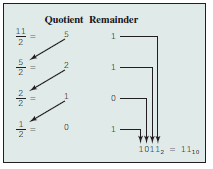 Quotient Remainder
11/2 = 5 1
5/2 = 2 1
2/2 = 1 0
1/2 = 0 1
1011₂ = 11₁₀